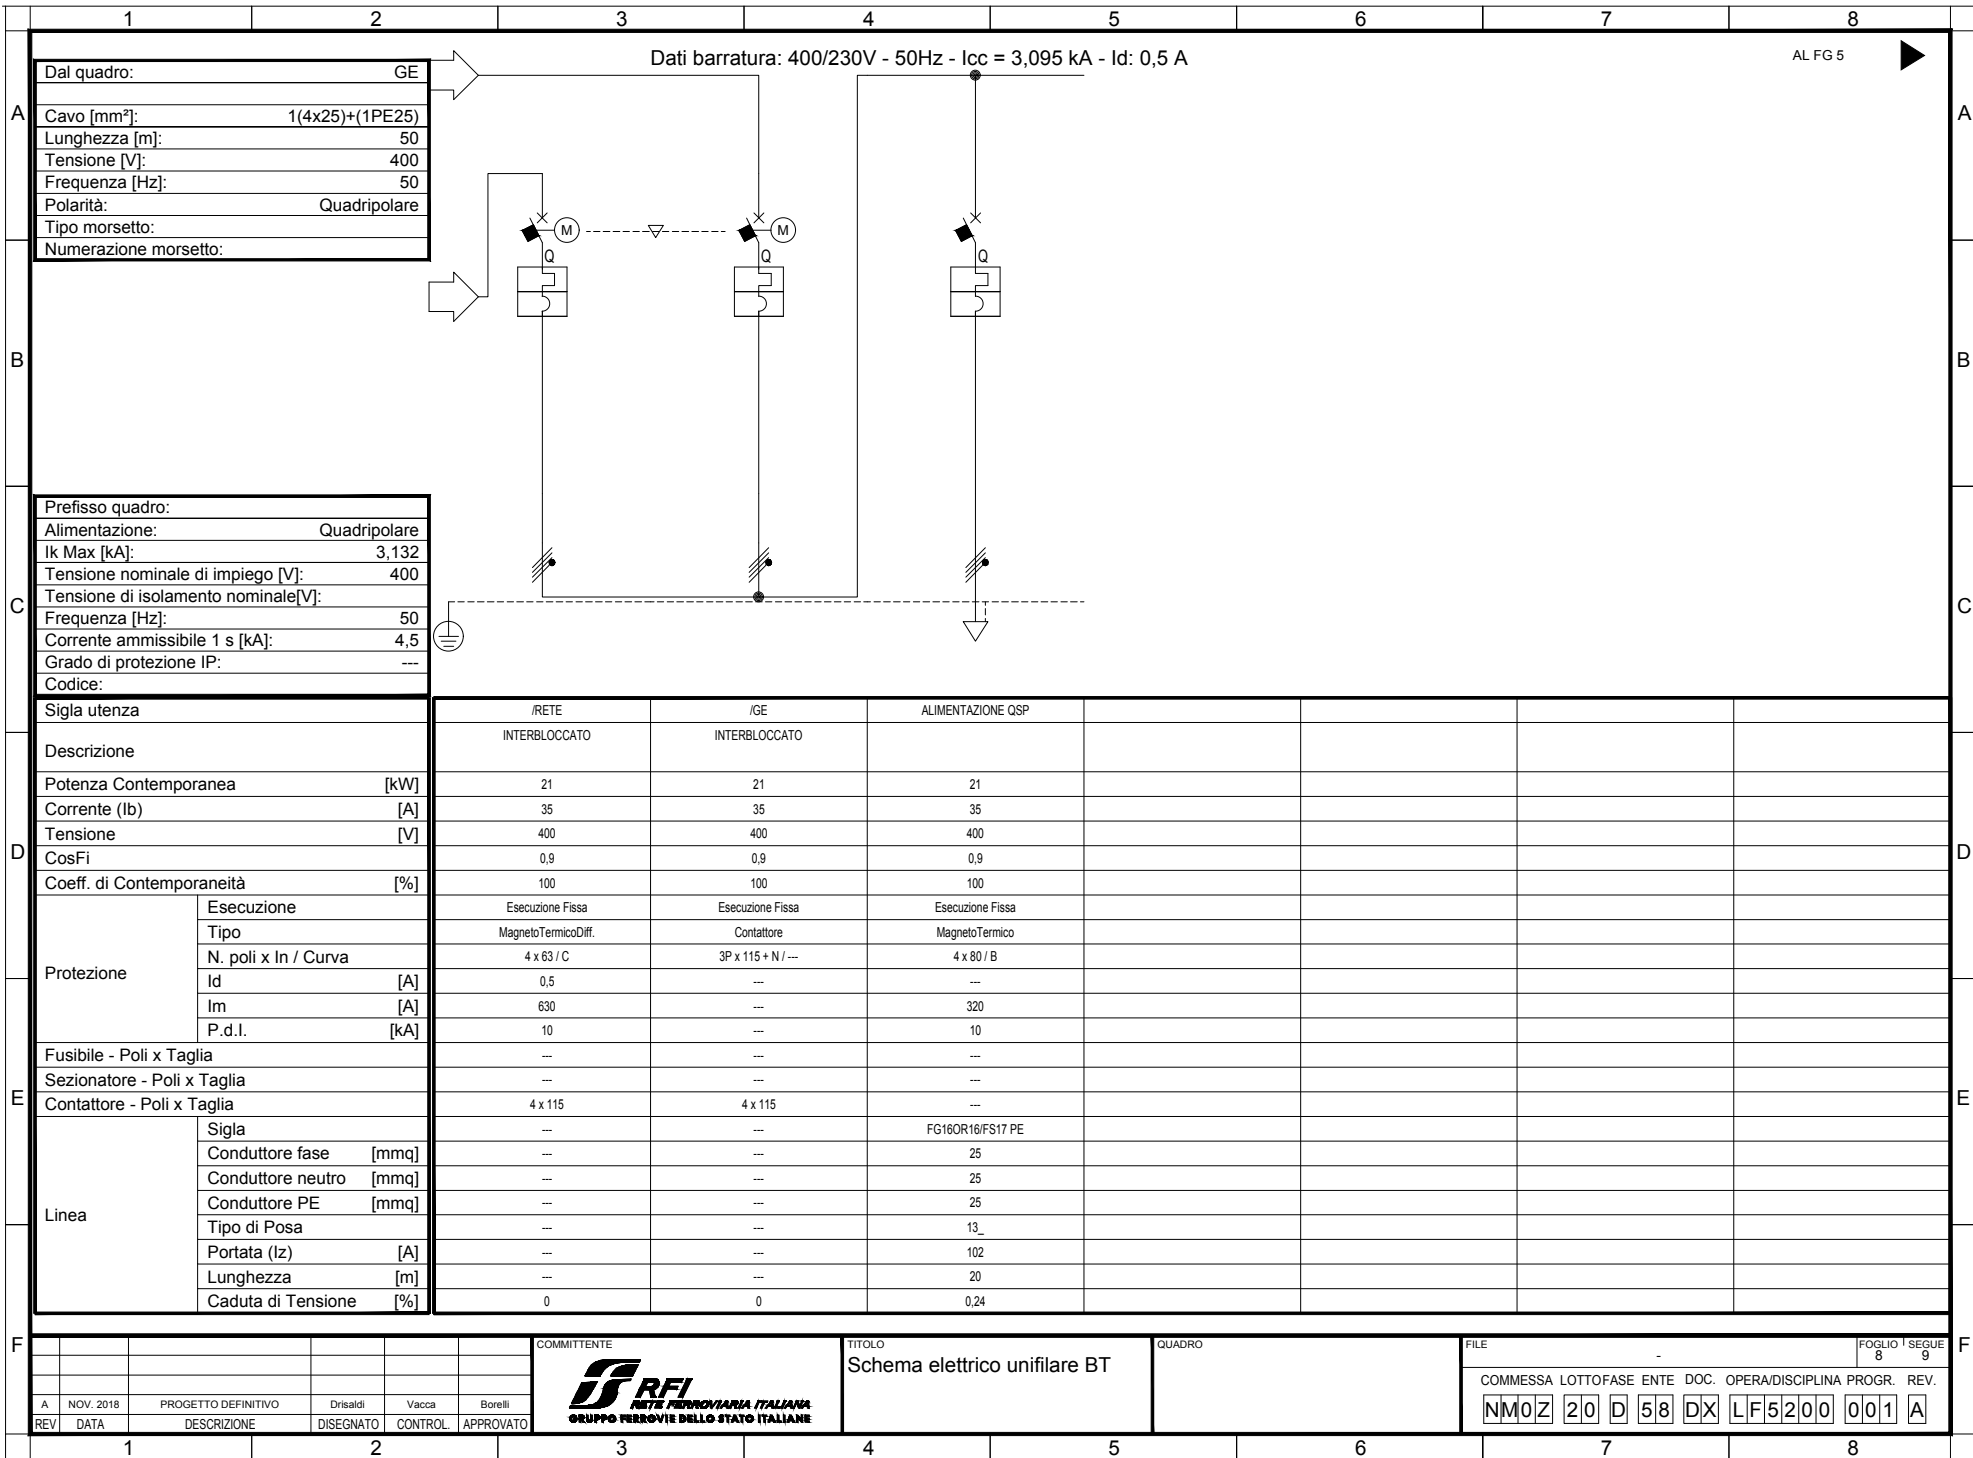 1 2 3 4 5 6 7 8
Dati barratura: 400/230V - 50Hz - Icc = 3,095 kA - Id: 0,5 A
AL FG 5
Dal quadro: GE
Cavo [mm²]: 1(4x25)+(1PE25)
Lunghezza [m]: 50
Tensione [V]: 400
Frequenza [Hz]: 50
Polarità: Quadripolare
Tipo morsetto:
Numerazione morsetto:
A A
M M
Q Q Q
B B
Prefisso quadro:
Alimentazione: Quadripolare
Ik Max [kA]: 3,132
Tensione nominale di impiego [V]: 400
Tensione di isolamento nominale[V]:
Frequenza [Hz]: 50
Corrente ammissibile 1 s [kA]: 4,5
Grado di protezione IP: ---
Codice:
C C
Sigla utenza /RETE /GE ALIMENTAZIONE QSP
Descrizione INTERBLOCCATO INTERBLOCCATO
Potenza Contemporanea [kW] 21 21 21
Corrente (Ib) [A] 35 35 35
Tensione [V] 400 400 400
D D
CosFi 0,9 0,9 0,9
Coeff. di Contemporaneità [%] 100 100 100
Protezione
Esecuzione Esecuzione Fissa Esecuzione Fissa Esecuzione Fissa
Tipo MagnetoTermicoDiff. Contattore MagnetoTermico
N. poli x In / Curva 4 x 63 / C 3P x 115 + N / --- 4 x 80 / B
Id [A] 0,5 --- ---
Im [A] 630 --- 320
P.d.I. [kA] 10 --- 10
Fusibile - Poli x Taglia --- --- ---
Sezionatore - Poli x Taglia --- --- ---
E E
Contattore - Poli x Taglia 4 x 115 4 x 115 ---
Linea
Sigla --- --- FG16OR16/FS17 PE
Conduttore fase [mmq] --- --- 25
Conduttore neutro [mmq] --- --- 25
Conduttore PE [mmq] --- --- 25
Tipo di Posa --- --- 13_
Portata (Iz) [A] --- --- 102
Lunghezza [m] --- --- 20
Caduta di Tensione [%] 0 0 0,24
F F
A NOV. 2018 PROGETTO DEFINITIVO Drisaldi Vacca Borelli
REV DATA DESCRIZIONE DISEGNATO CONTROL. APPROVATO
COMMITTENTE
RFI
RETE FERROVIARIA ITALIANA
GRUPPO FERROVIE DELLO STATO ITALIANE
TITOLO
Schema elettrico unifilare BT
QUADRO
FILE
-
FOGLIO SEGUE
8 9
COMMESSA LOTTO FASE ENTE DOC. OPERA/DISCIPLINA PROGR. REV.
NM0Z 20 D 58 DX LF5200 001 A
1 2 3 4 5 6 7 8